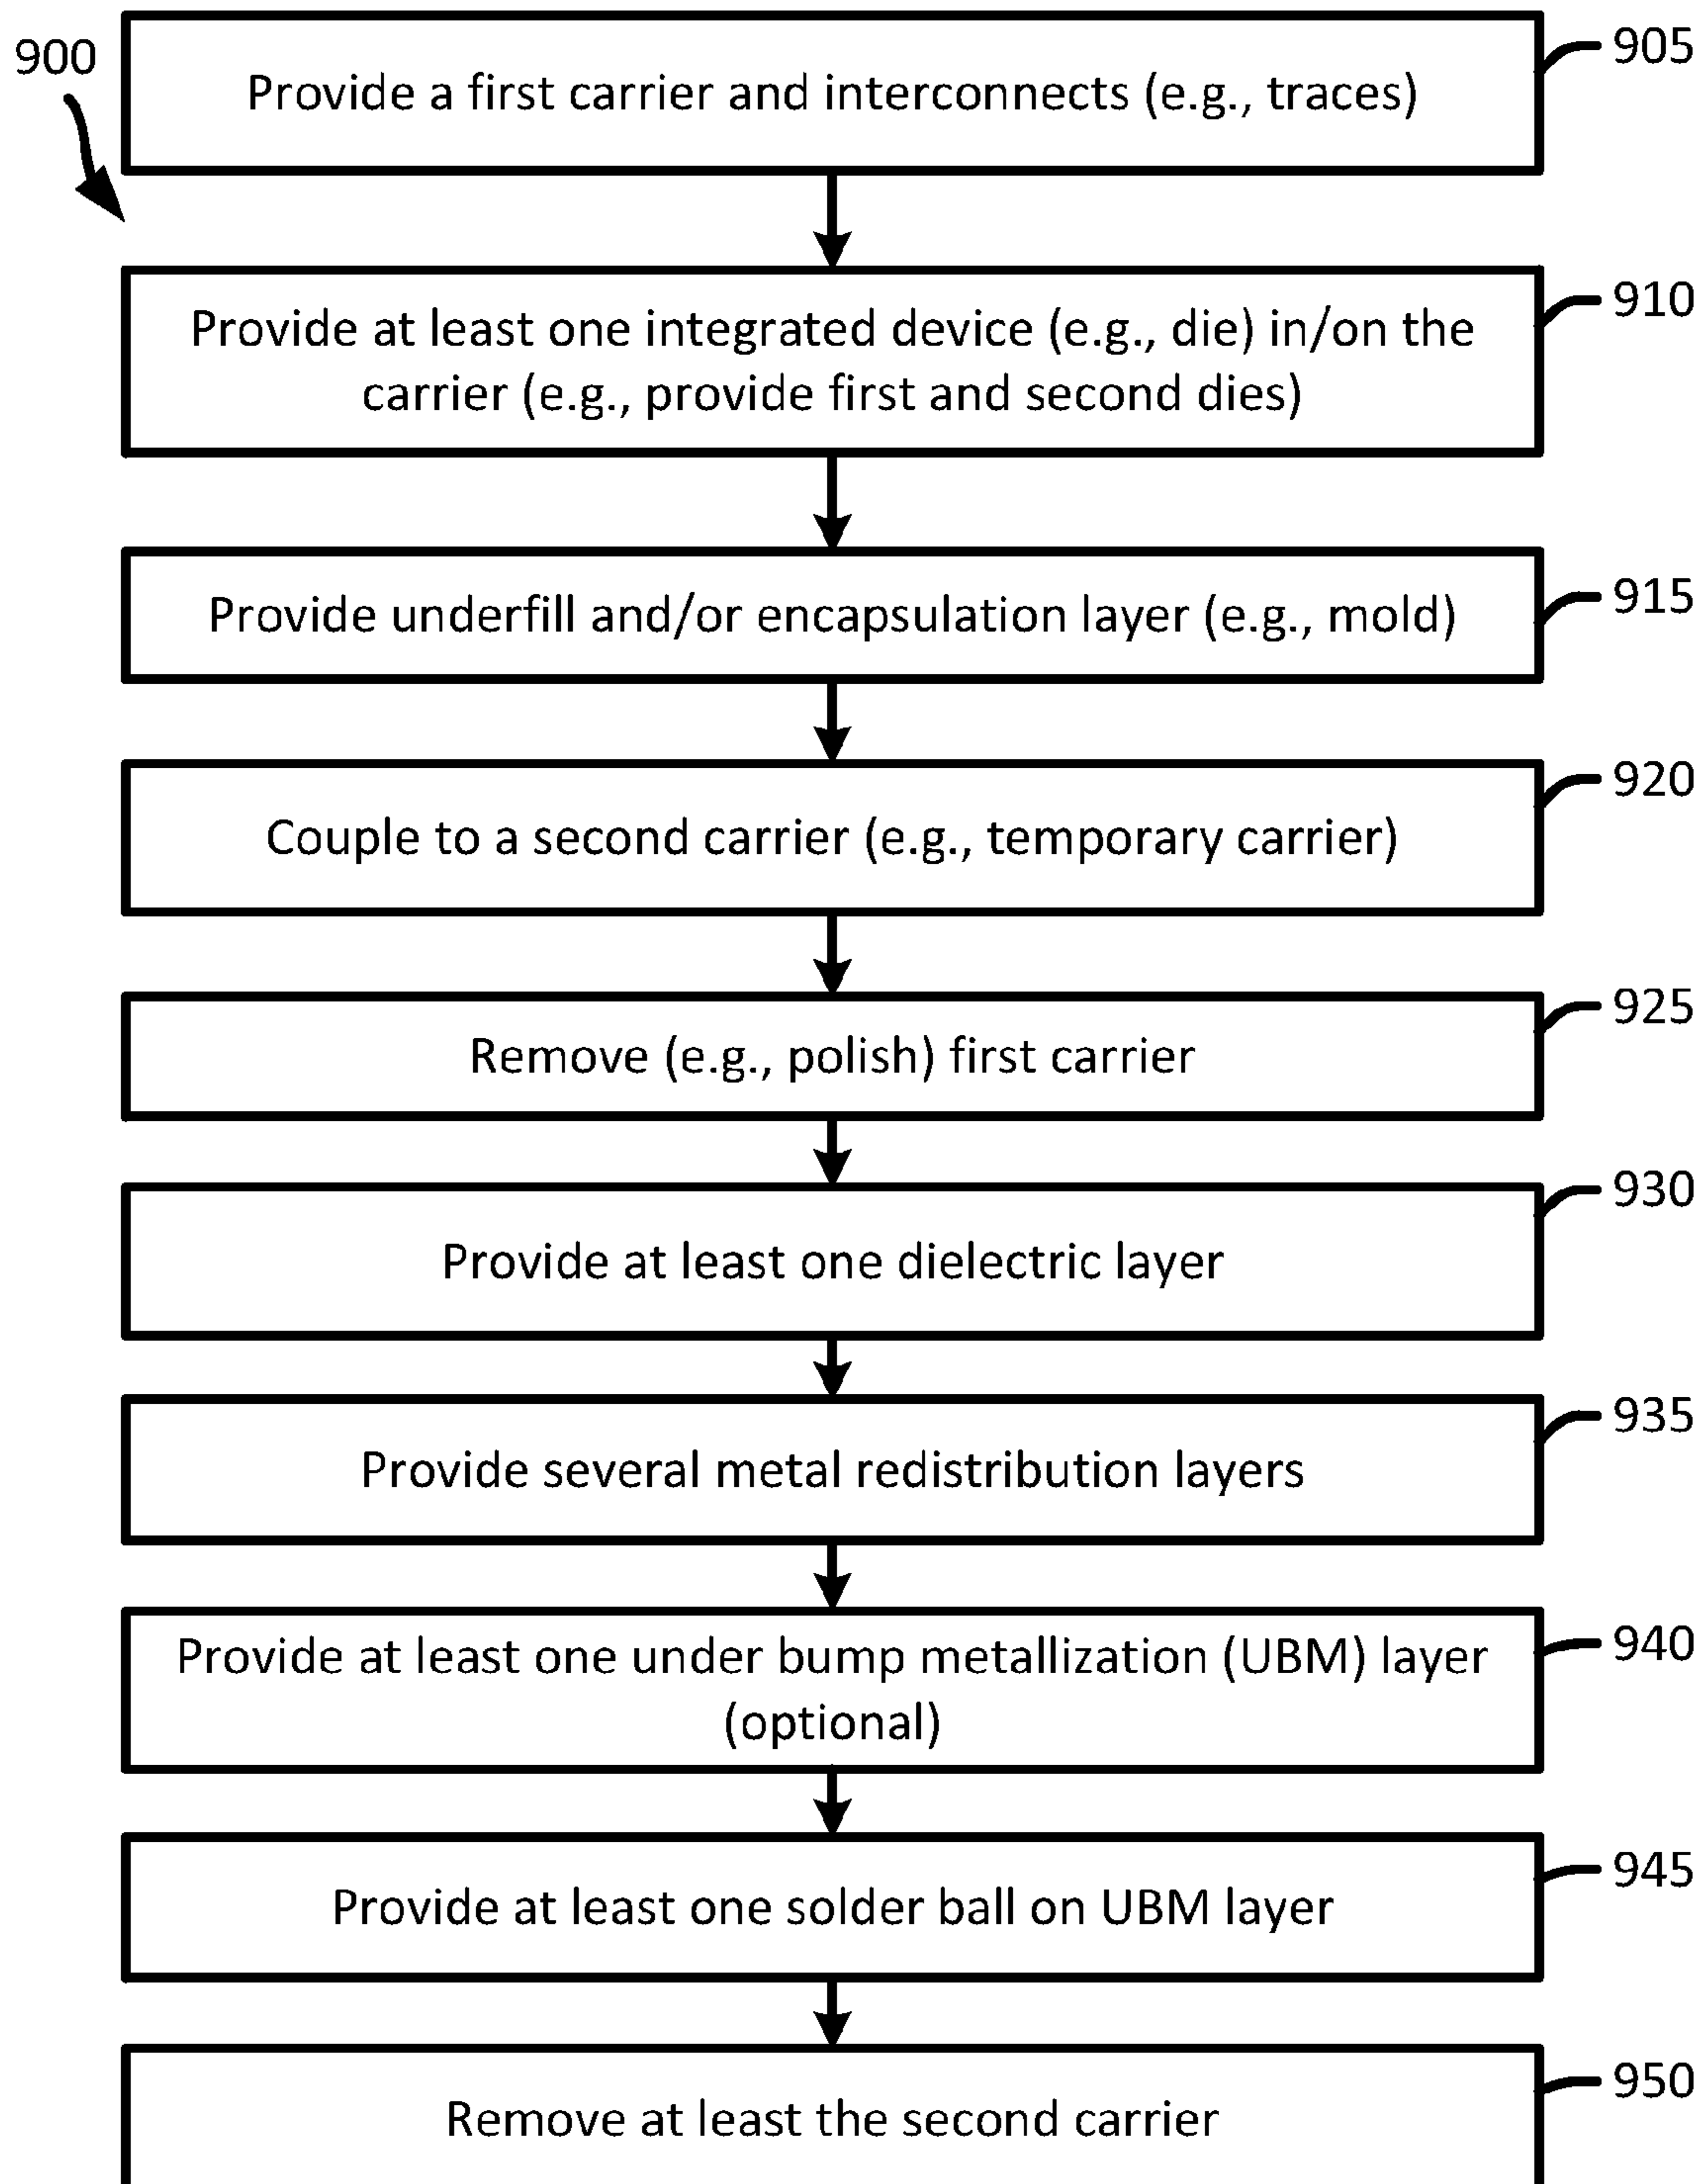 900
Provide a first carrier and interconnects (e.g., traces)
905
Provide at least one integrated device (e.g., die) in/on the
carrier (e.g., provide first and second dies)
910
Provide underfill and/or encapsulation layer (e.g., mold)
915
Couple to a second carrier (e.g., temporary carrier)
920
Remove (e.g., polish) first carrier
925
Provide at least one dielectric layer
930
Provide several metal redistribution layers
935
Provide at least one under bump metallization (UBM) layer
(optional)
940
Provide at least one solder ball on UBM layer
945
Remove at least the second carrier
950